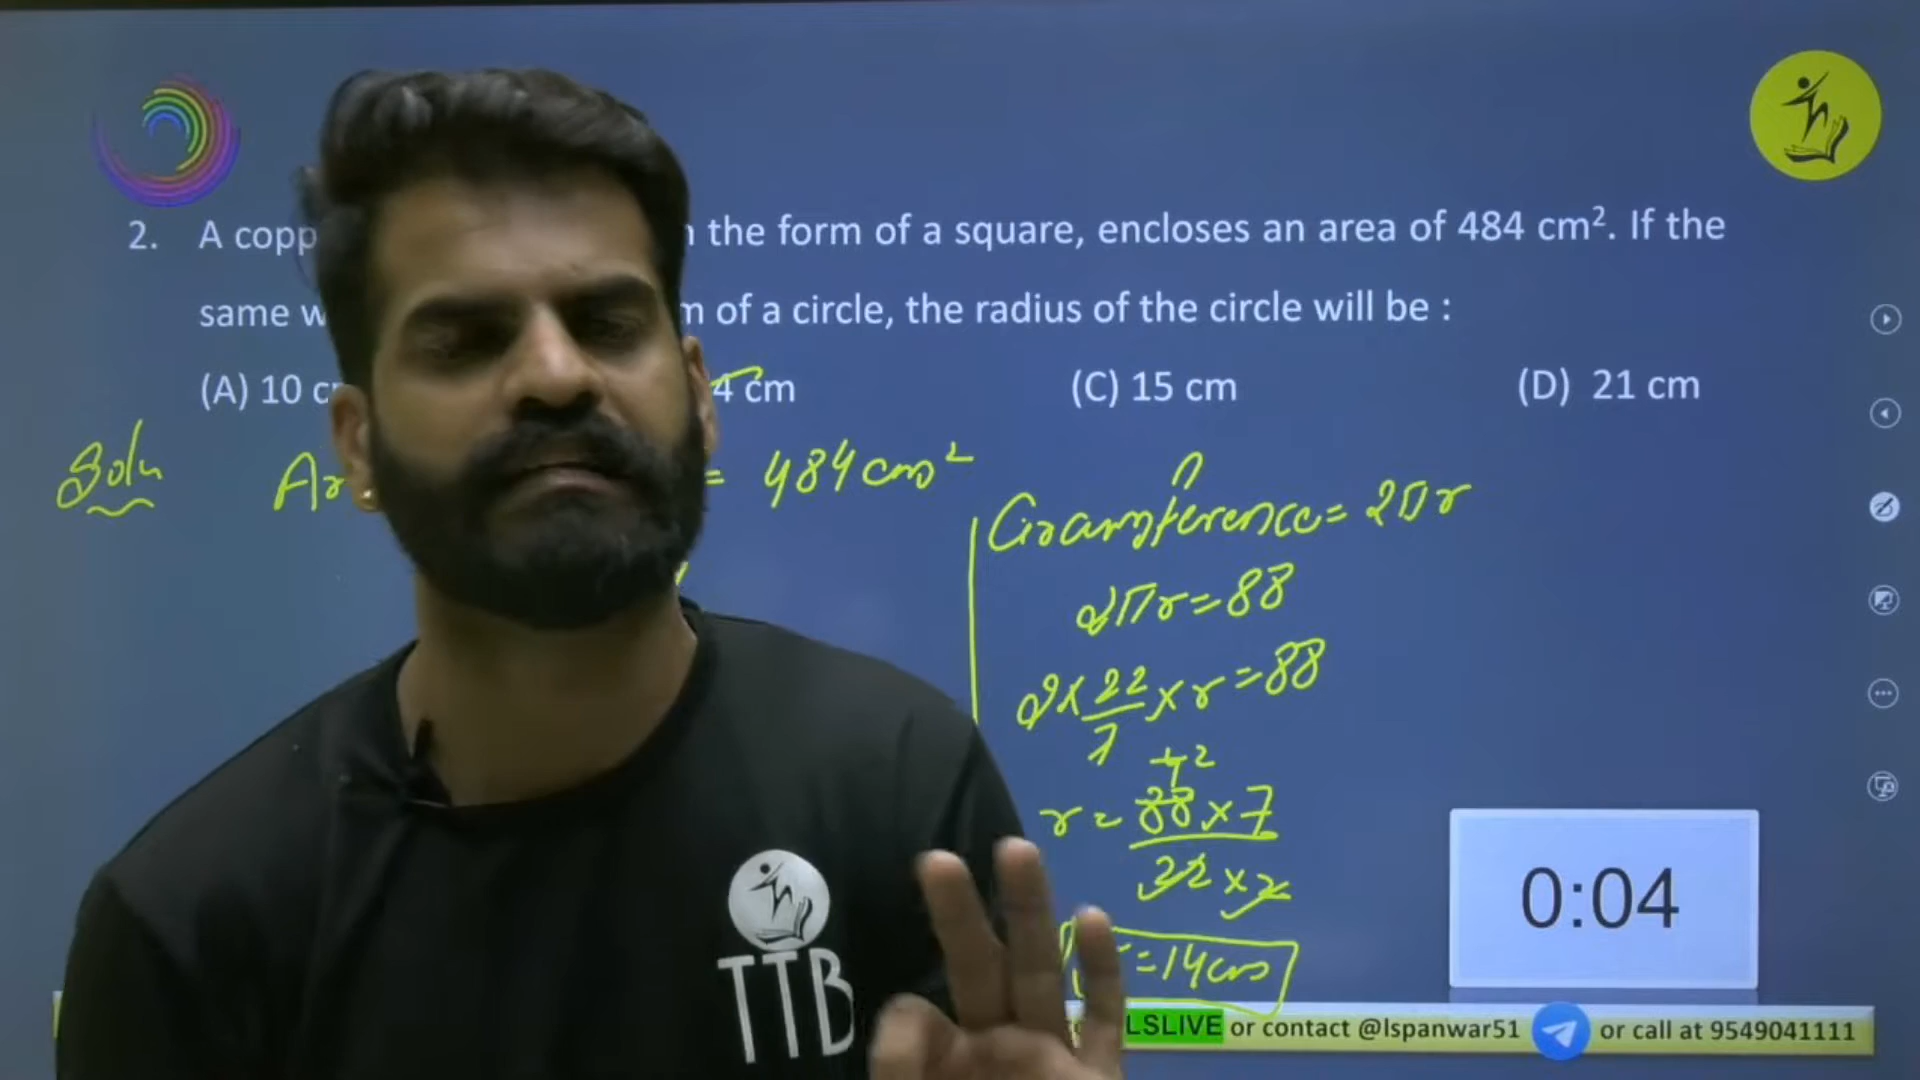 2. A copp the form of a square, encloses an area of 484 cm². If the
same of a circle, the radius of the circle will be :
(A) 10 4 cm (C) 15 cm (D) 21 cm
Soln Ar = 484 cm²
Circumference = 2πr
2πr = 88
2 × 22/7 × r = 88
4 2
r = 88 × 7 / 22 × 2
r = 14 cm
0:04
TTB
LSLIVE or contact @lspanwar51 or call at 9549041111